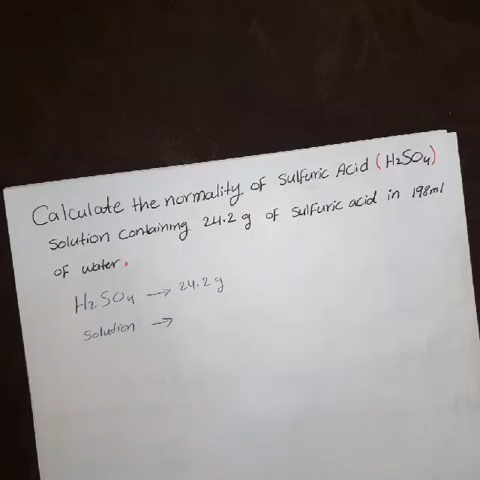 Calculate the normality of sulfuric Acid (H2SO4)
Solution containing 24.2 g of sulfuric acid in 198ml
of water.
H2SO4 → 24.2 g
Solution →